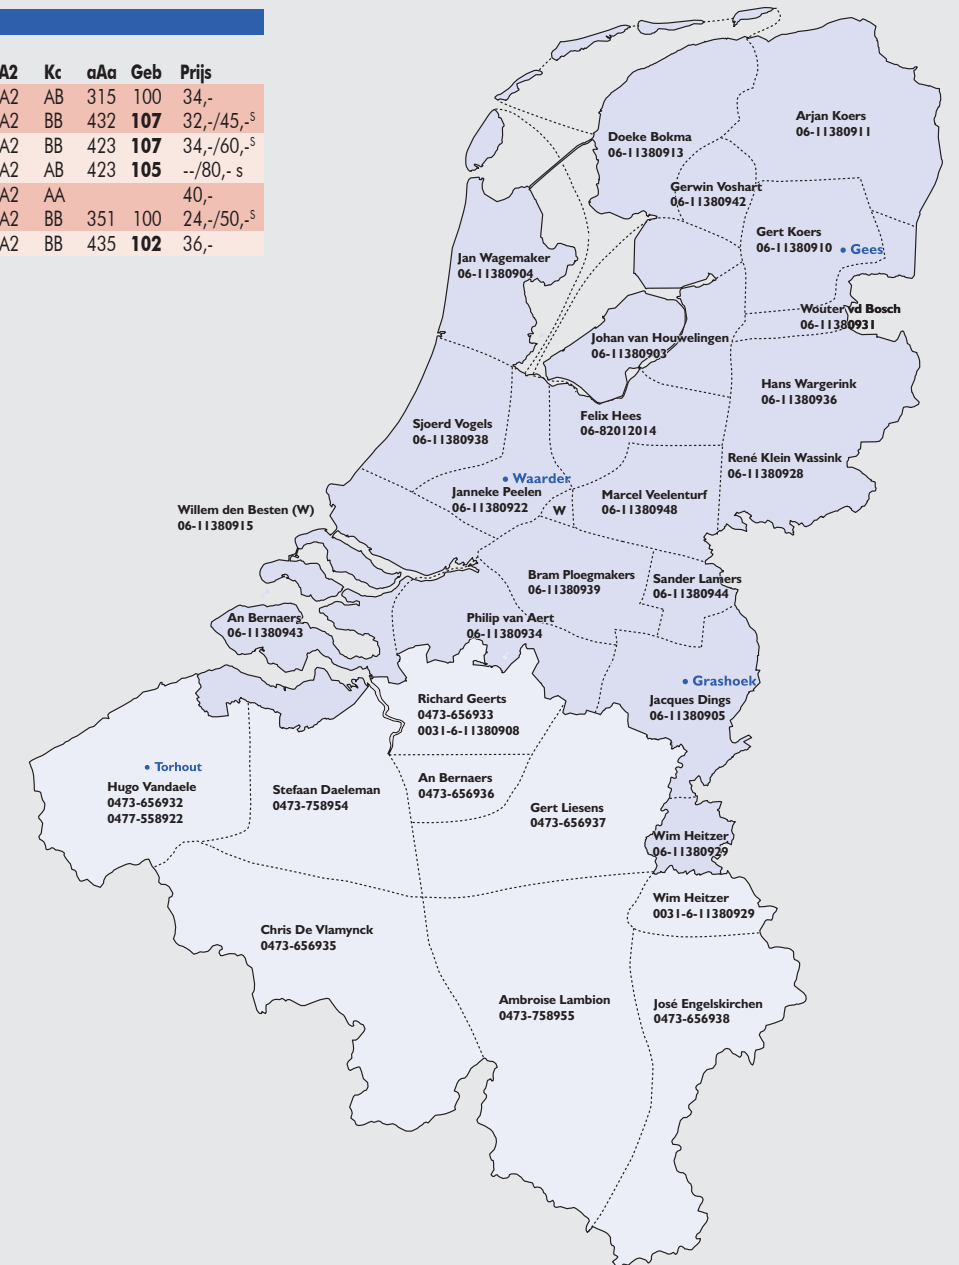 A2 Kc aAa Geb Prijs
A2 AB 315 100 34,-
A2 BB 432 107 32,-/45,-S
A2 BB 423 107 34,-/60,-S
A2 AB 423 105 --/80,- s
A2 AA 40,-
A2 BB 351 100 24,-/50,-S
A2 BB 435 102 36,-
Arjan Koers
06-11380911
Doeke Bokma
06-11380913
Gerwin Voshart
06-11380942
Gert Koers
06-11380910
• Gees
Jan Wagemaker
06-11380904
Wouter vd Bosch
06-11380931
Johan van Houwelingen
06-11380903
Hans Wargerink
06-11380936
Felix Hees
06-82012014
Sjoerd Vogels
06-11380938
René Klein Wassink
06-11380928
• Waarder
Janneke Peelen
06-11380922
W
Marcel Veelenturf
06-11380948
Willem den Besten (W)
06-11380915
Bram Ploegmakers
06-11380939
Sander Lamers
06-11380944
An Bernaers
06-11380943
Philip van Aert
06-11380934
• Grashoek
Jacques Dings
06-11380905
Richard Geerts
0473-656933
0031-6-11380908
• Torhout
Hugo Vandaele
0473-656932
0477-558922
Stefaan Daeleman
0473-758954
An Bernaers
0473-656936
Gert Liesens
0473-656937
Wim Heitzer
06-11380929
Wim Heitzer
0031-6-11380929
Chris De Vlamynck
0473-656935
Ambroise Lambion
0473-758955
José Engelskirchen
0473-656938